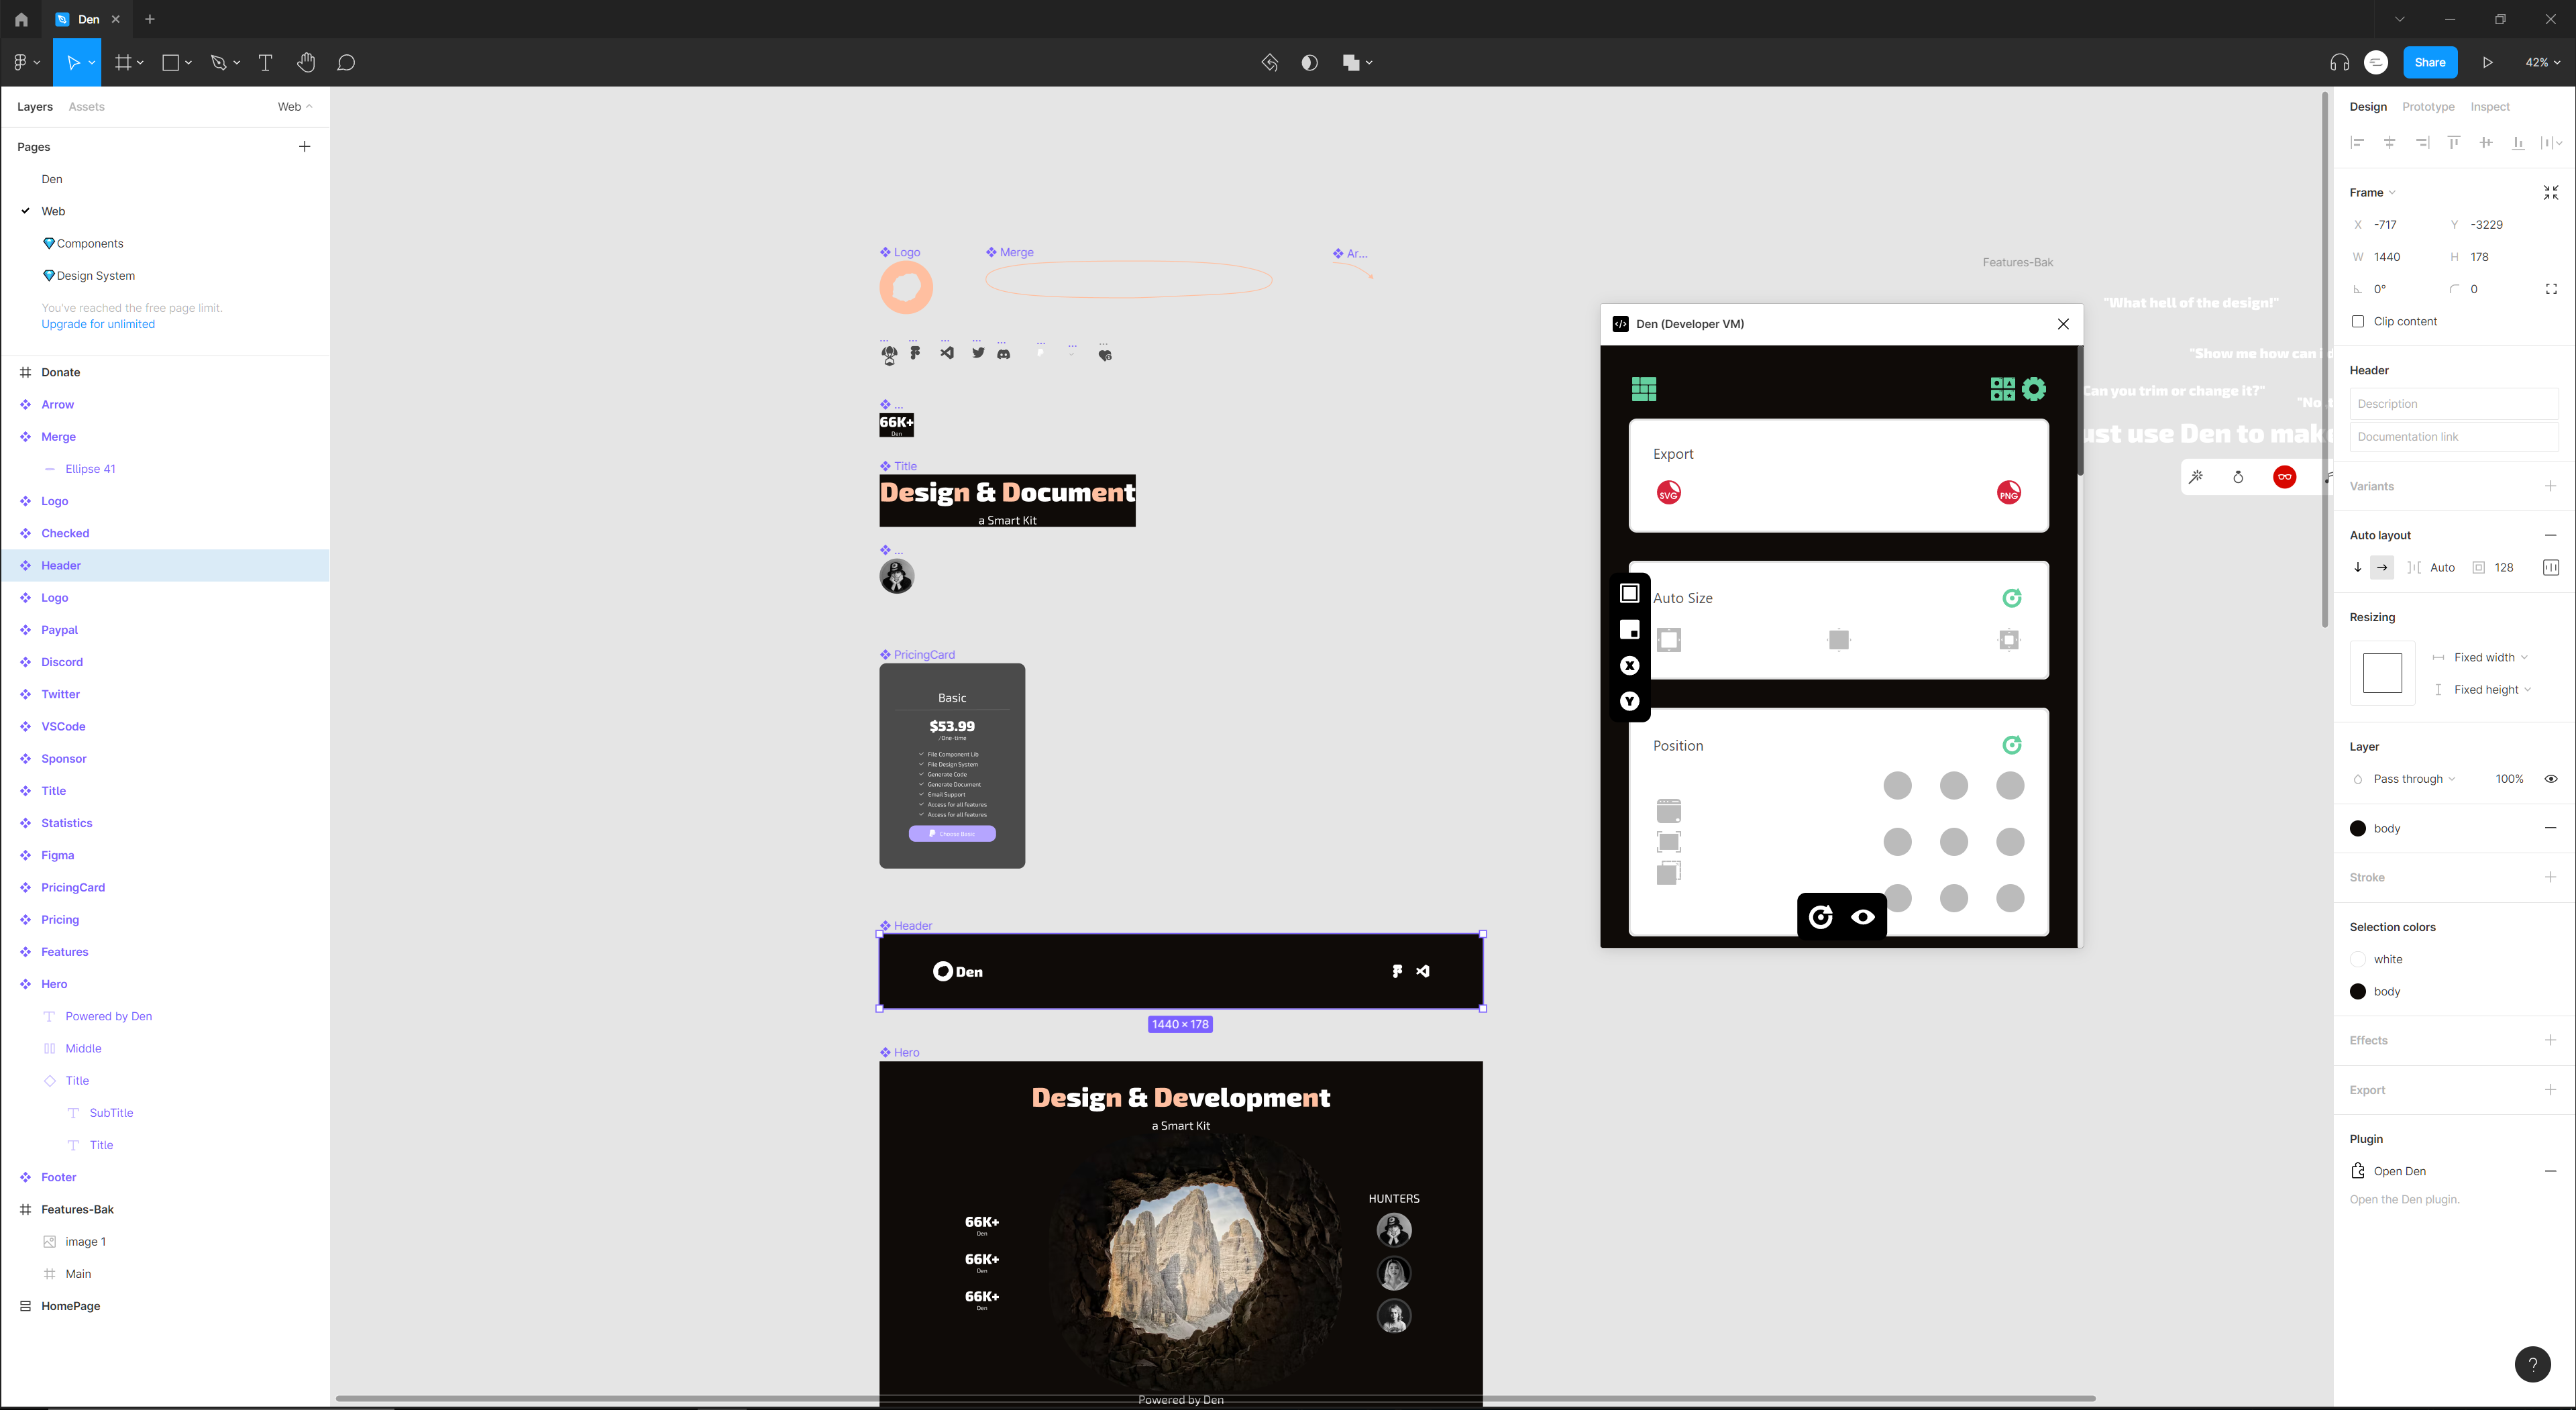 Den
Share
42%
Layers
Assets
Web
Pages
Den
Web
Components
Design System
You've reached the free page limit.
Upgrade for unlimited
Donate
Arrow
Merge
Ellipse 41
Logo
Checked
Header
Logo
Paypal
Discord
Twitter
VSCode
Sponsor
Title
Statistics
Figma
PricingCard
Pricing
Features
Hero
Powered by Den
Middle
Title
SubTitle
Title
Footer
Features-Bak
image 1
Main
HomePage
Logo
Merge
Ar...
...
... ... ... ... ... ... ... ...
66K+
Den
Title
Design & Document
a Smart Kit
...
PricingCard
Basic
$53.99
/One-time
File Component Lib
File Design System
Generate Code
Generate Document
Email Support
Access for all features
Access for all features
Choose Basic
Header
Den
1440 × 178
Hero
Design & Development
a Smart Kit
HUNTERS
66K+
Den
66K+
Den
66K+
Den
Powered by Den
Den (Developer VM)
Export
SVG
PNG
Auto Size
X
Y
Position
Features-Bak
"What hell of the design!"
"Show me how can i
Can you trim or change it?"
"No
ust use Den to mak
Design
Prototype
Inspect
Frame
X -717
Y -3229
W 1440
H 178
0°
0
Clip content
Header
Description
Documentation link
Variants
Auto layout
Auto
128
Resizing
Fixed width
Fixed height
Layer
Pass through
100%
body
Stroke
Selection colors
white
body
Effects
Export
Plugin
Open Den
Open the Den plugin.
?